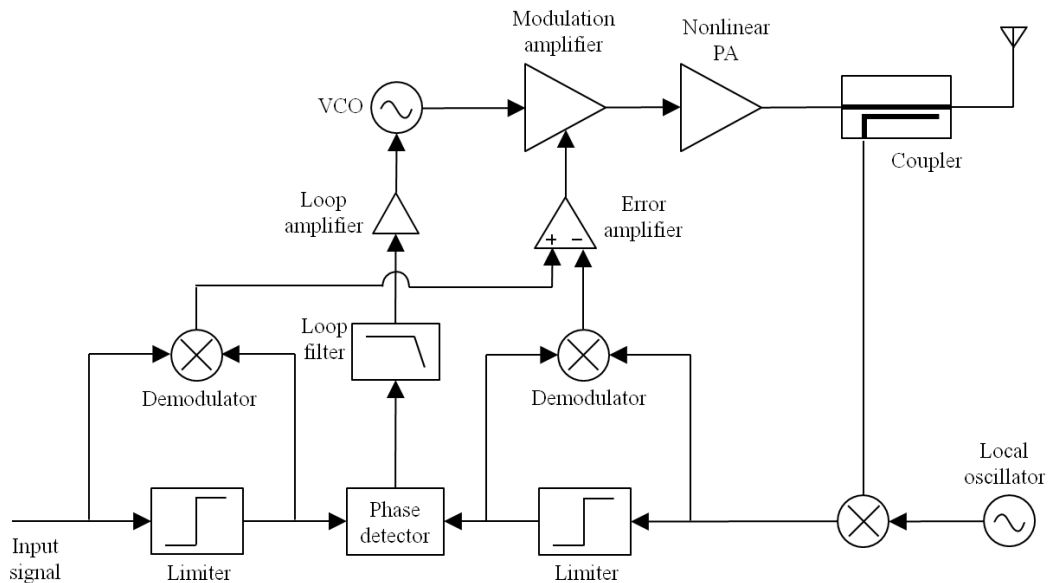 Modulation
amplifier
Nonlinear
PA
VCO
Coupler
Loop
amplifier
Error
amplifier
+ −
Loop
filter
Demodulator
Demodulator
Local
oscillator
Phase
detector
Input
signal
Limiter
Limiter